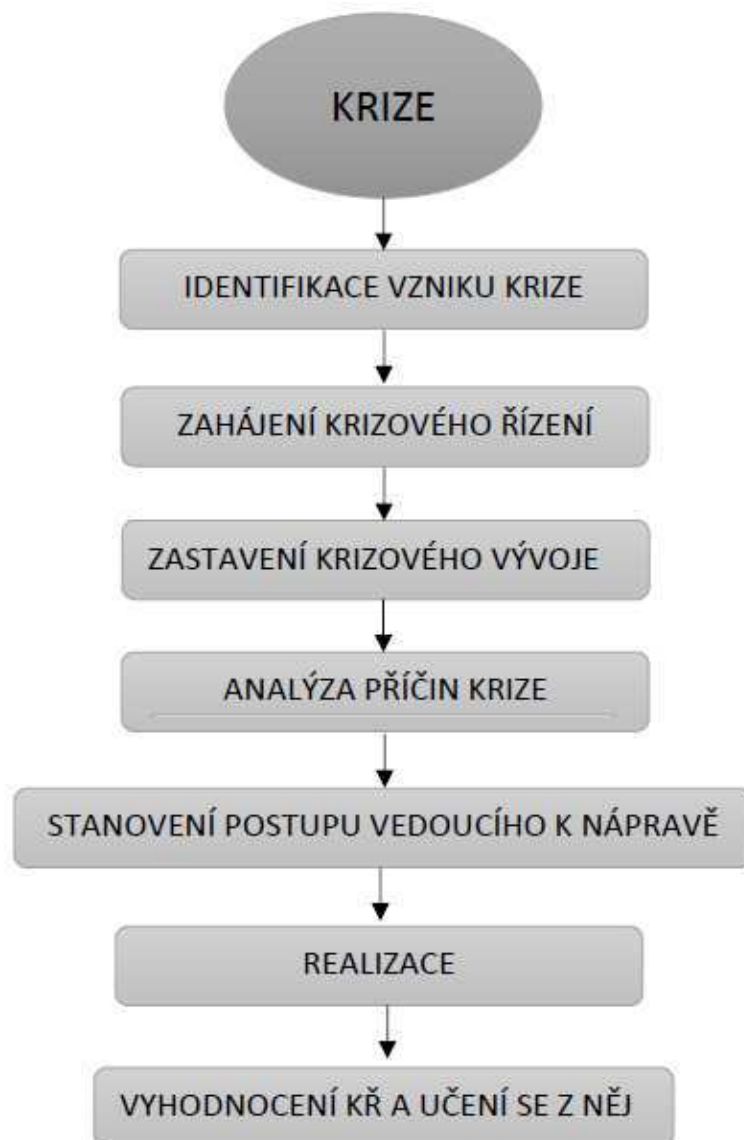 KRIZE
IDENTIFIKACE VZNIKU KRIZE
ZAHÁJENÍ KRIZOVÉHO ŘÍZENÍ
ZASTAVENÍ KRIZOVÉHO VÝVOJE
ANALÝZA PŘÍČIN KRIZE
STANOVENÍ POSTUPU VEDOUCÍHO K NÁPRAVĚ
REALIZACE
VYHODNOCENÍ KŘ A UČENÍ SE Z NĚJ